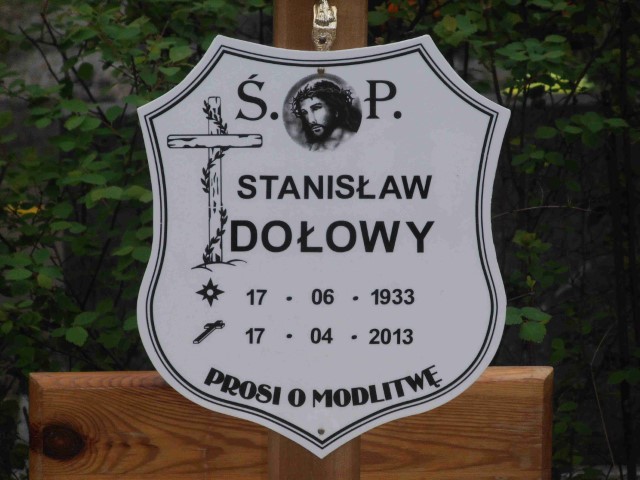 Ś. P.
STANISŁAW
DOŁOWY
17 · 06 · 1933
17 · 04 · 2013
PROSI O MODLITWĘ